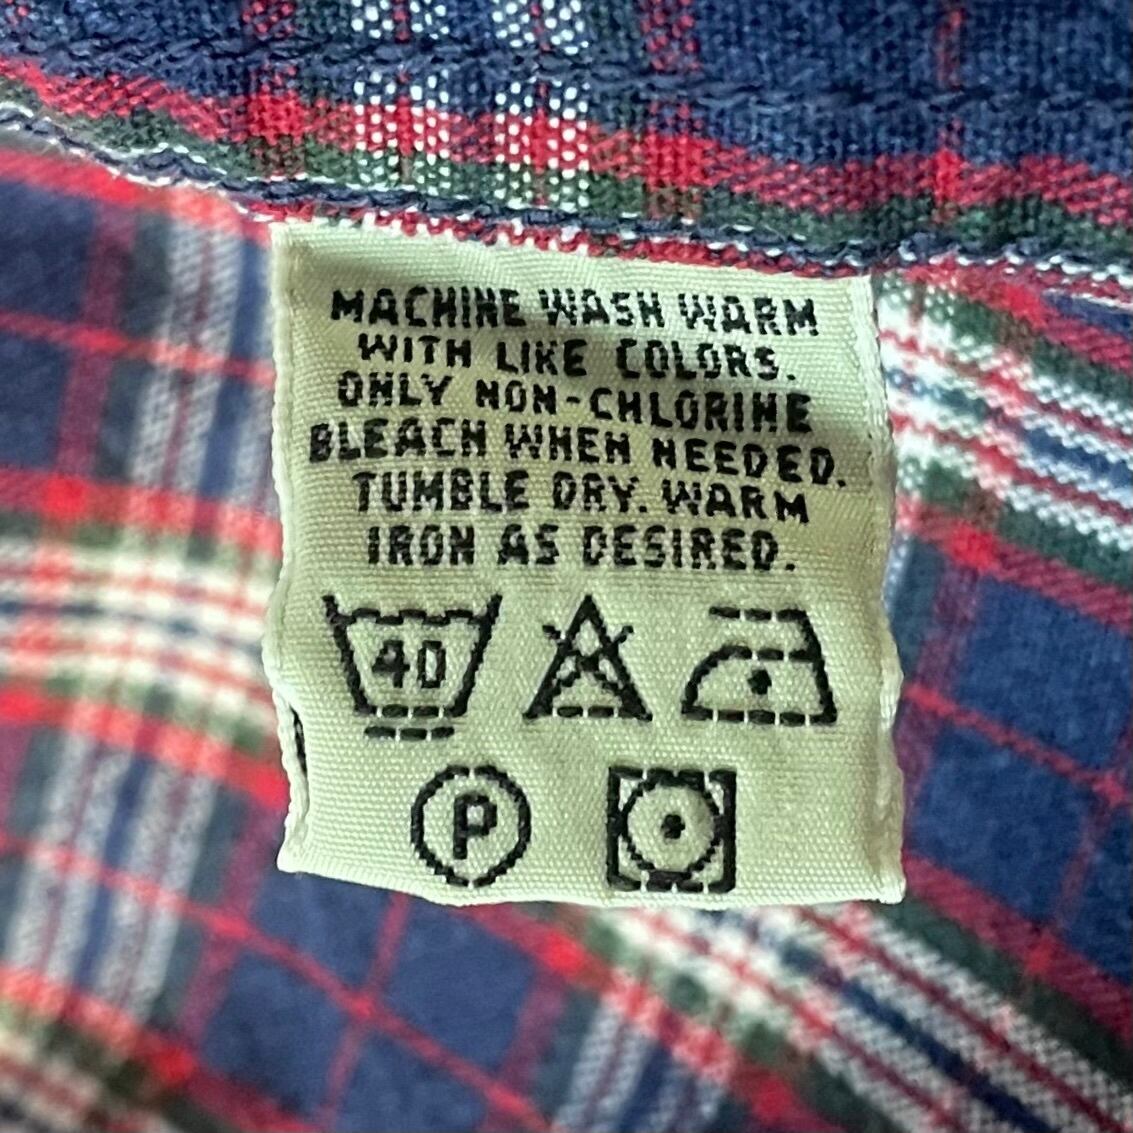 MACHINE WASH WARM
WITH LIKE COLORS.
ONLY NON-CHLORINE
BLEACH WHEN NEEDED.
TUMBLE DRY. WARM
IRON AS DESIRED.
40
P